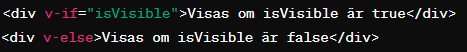 <div v-if="isVisible">Visas om isVisible är true</div>
<div v-else>Visas om isVisible är false</div>